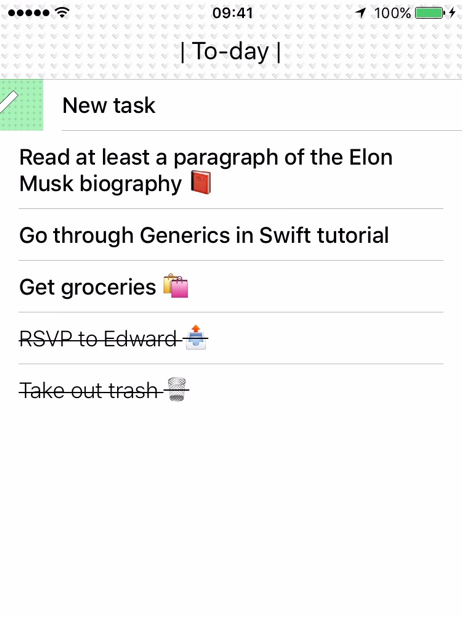 09:41 100%
| To-day |
New task
Read at least a paragraph of the Elon
Musk biography 📕
Go through Generics in Swift tutorial
Get groceries 🛍️
RSVP to Edward 📤
Take out trash 🗑️